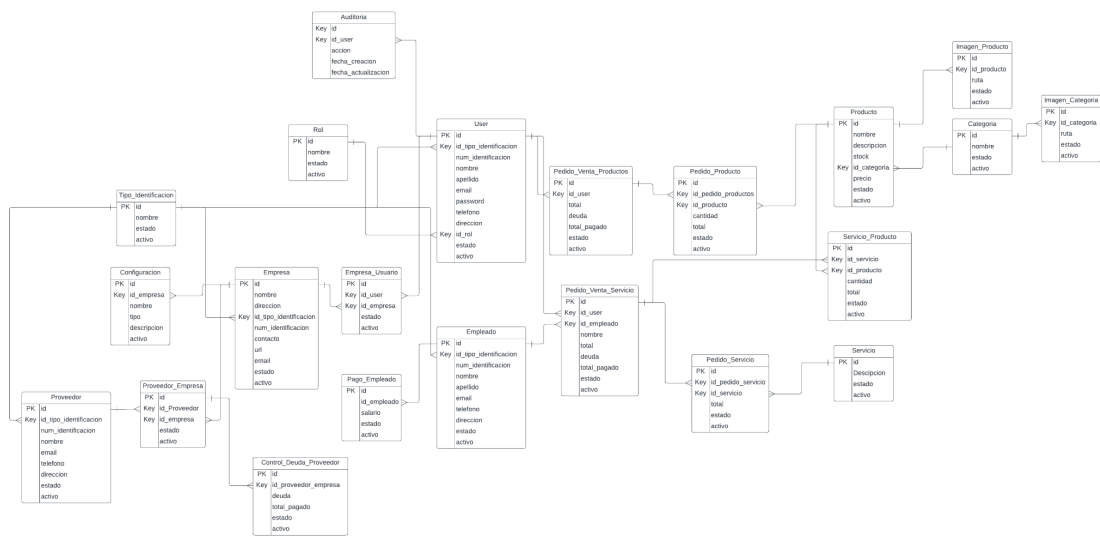 Auditoria
Key id
Key id_user
accion
fecha_creacion
fecha_actualizacion
Rol
PK id
nombre
estado
activo
User
PK id
Key id_tipo_identificacion
num_identificacion
nombre
apellido
email
password
telefono
direccion
Key id_rol
estado
activo
Imagen_Producto
PK id
Key id_producto
ruta
estado
activo
Imagen_Categoria
PK id
Key id_categoria
ruta
estado
activo
Producto
PK id
nombre
descripcion
stock
Key id_categoria
precio
estado
activo
Categoria
PK id
nombre
estado
activo
Pedido_Venta_Productos
PK id
Key id_user
total
deuda
total_pagado
estado
activo
Pedido_Producto
PK id
Key id_pedido_productos
Key id_producto
cantidad
total
estado
activo
Tipo_Identificacion
PK id
nombre
estado
activo
Servicio_Producto
PK id
Key id_servicio
Key id_producto
cantidad
total
estado
activo
Configuracion
PK id
Key id_empresa
nombre
tipo
descripcion
activo
Empresa
PK id
nombre
direccion
Key id_tipo_identificacion
num_identificacion
contacto
url
email
estado
activo
Empresa_Usuario
PK id
Key id_user
Key id_empresa
estado
activo
Pedido_Venta_Servicio
PK id
Key id_user
Key id_empleado
nombre
total
deuda
total_pagado
estado
activo
Empleado
PK id
Key id_tipo_identificacion
num_identificacion
nombre
apellido
email
telefono
direccion
estado
activo
Servicio
PK id
Descipcion
estado
activo
Pedido_Servicio
PK id
Key id_pedido_servicio
Key id_servicio
total
estado
activo
Pago_Empleado
PK id
Key id_empleado
salario
estado
activo
Proveedor_Empresa
PK id
Key id_Proveedor
Key id_empresa
estado
activo
Proveedor
PK id
Key id_tipo_identificacion
num_identificacion
nombre
email
telefono
direccion
estado
activo
Control_Deuda_Proveedor
PK id
Key id_proveedor_empresa
deuda
total_pagado
estado
activo